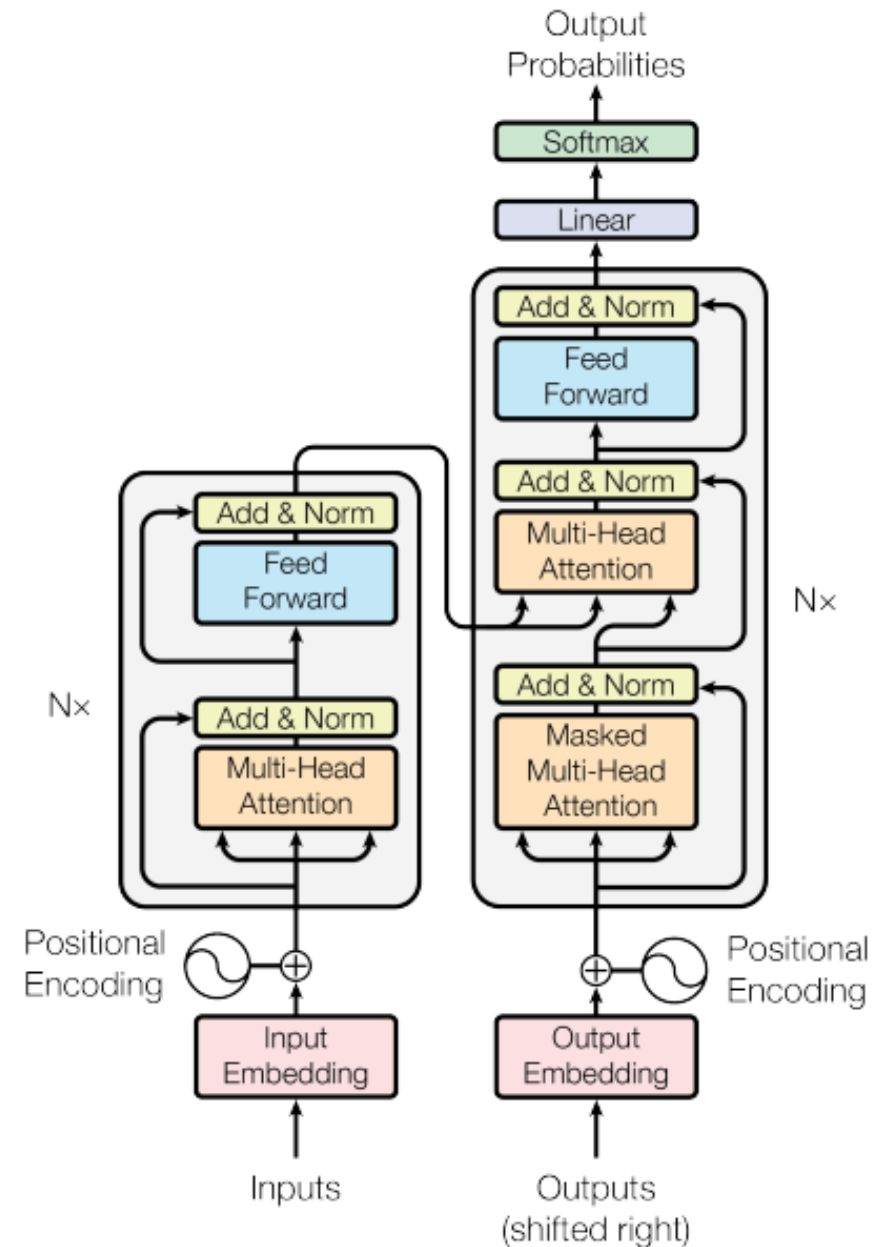 Output
Probabilities
Softmax
Linear
Add & Norm
Feed
Forward
Add & Norm
Multi-Head
Attention
Nx
Add & Norm
Masked
Multi-Head
Attention
Add & Norm
Feed
Forward
Nx
Add & Norm
Multi-Head
Attention
Positional
Encoding
Positional
Encoding
Input
Embedding
Output
Embedding
Inputs
Outputs
(shifted right)